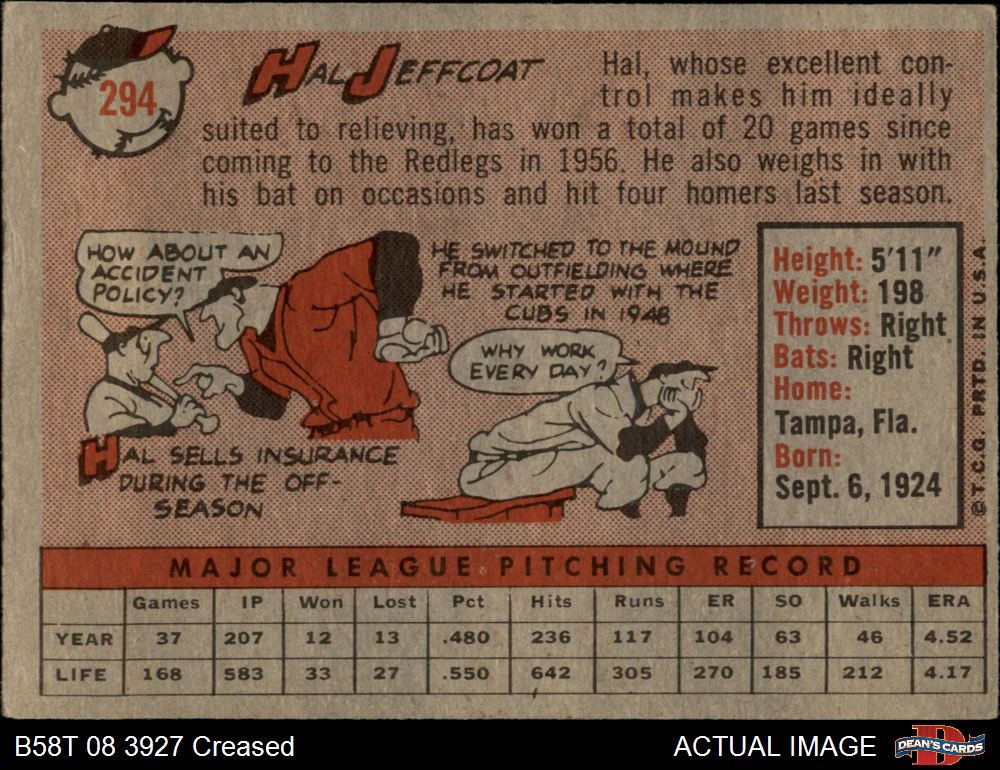 294
HAL JEFFCOAT
Hal, whose excellent con-
trol makes him ideally
suited to relieving, has won a total of 20 games since
coming to the Redlegs in 1956. He also weighs in with
his bat on occasions and hit four homers last season.
HOW ABOUT AN
ACCIDENT
POLICY?
HAL SELLS INSURANCE
DURING THE OFF-
SEASON
HE SWITCHED TO THE MOUND
FROM OUTFIELDING WHERE
HE STARTED WITH THE
CUBS IN 1948
WHY WORK
EVERY DAY?
Height: 5'11"
Weight: 198
Throws: Right
Bats: Right
Home:
Tampa, Fla.
Born:
Sept. 6, 1924
© T.C.G. PRTD. IN U.S.A.
MAJOR LEAGUE PITCHING RECORD
Games IP Won Lost Pct Hits Runs ER SO Walks ERA
YEAR 37 207 12 13 .480 236 117 104 63 46 4.52
LIFE 168 583 33 27 .550 642 305 270 185 212 4.17
B58T 08 3927 Creased
ACTUAL IMAGE
DEAN'S CARDS